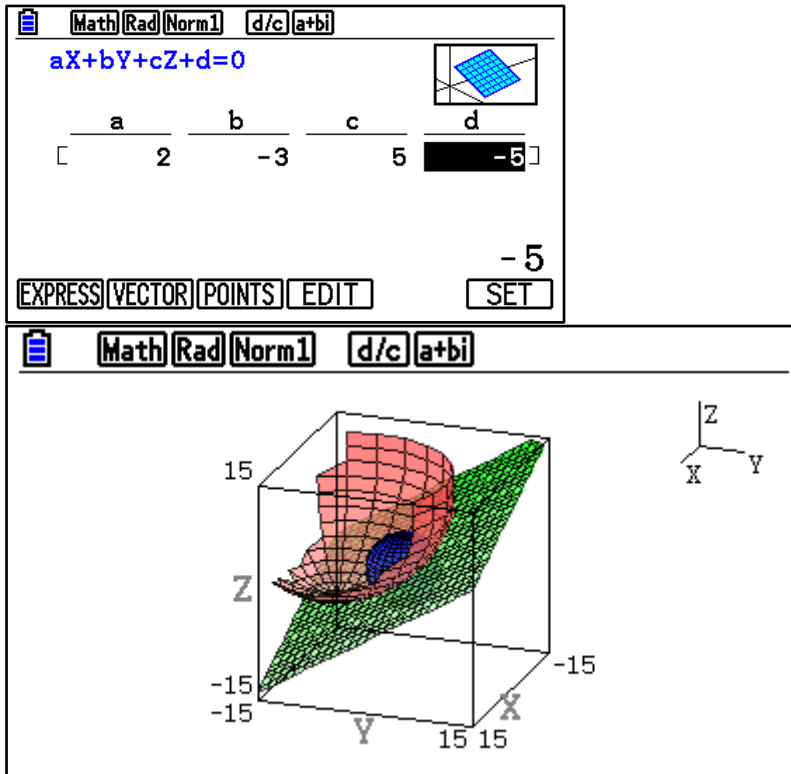 Math Rad Norm1 d/c a+bi
aX+bY+cZ+d=0
a b c d
[ 2 -3 5 -5 ]
-5
EXPRESS VECTOR POINTS EDIT SET
Math Rad Norm1 d/c a+bi
Z
X Y
15
Z
-15
-15
-15
Y
X
15 15